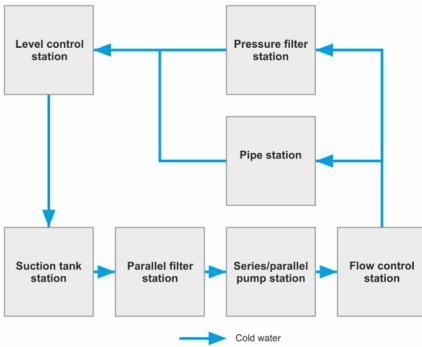 Level control
station
Pressure filter
station
Pipe station
Suction tank
station
Parallel filter
station
Series/parallel
pump station
Flow control
station
Cold water